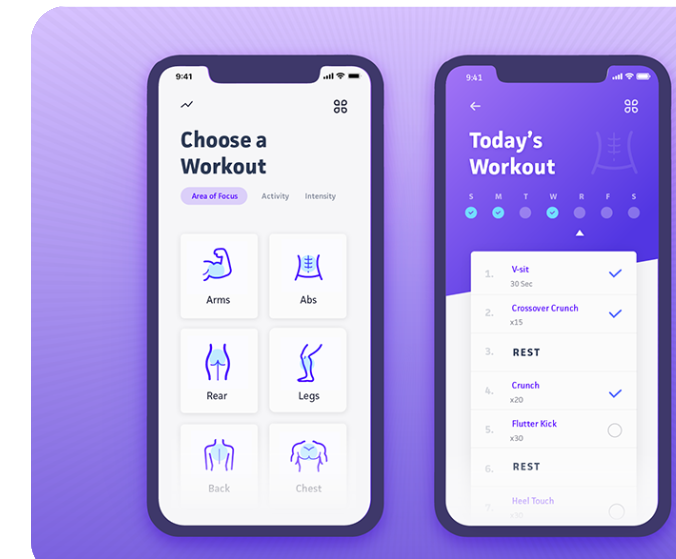 9:41
Choose a
Workout
Area of Focus Activity Intensity
Arms Abs
Rear Legs
Back Chest
9:41
Today's
Workout
S M T W R F S
1. V-sit
30 Sec
2. Crossover Crunch
x15
3. REST
4. Crunch
x20
5. Flutter Kick
x30
6. REST
7. Heel Touch